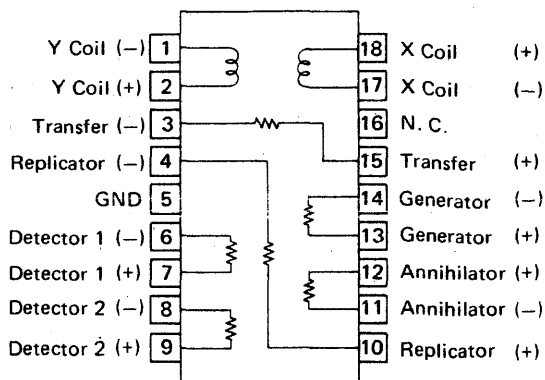 Y Coil (−) 1 18 X Coil (+)
Y Coil (+) 2 17 X Coil (−)
Transfer (−) 3 16 N.C.
Replicator (−) 4 15 Transfer (+)
GND 5 14 Generator (−)
Detector 1 (−) 6 13 Generator (+)
Detector 1 (+) 7 12 Annihilator (+)
Detector 2 (−) 8 11 Annihilator (−)
Detector 2 (+) 9 10 Replicator (+)